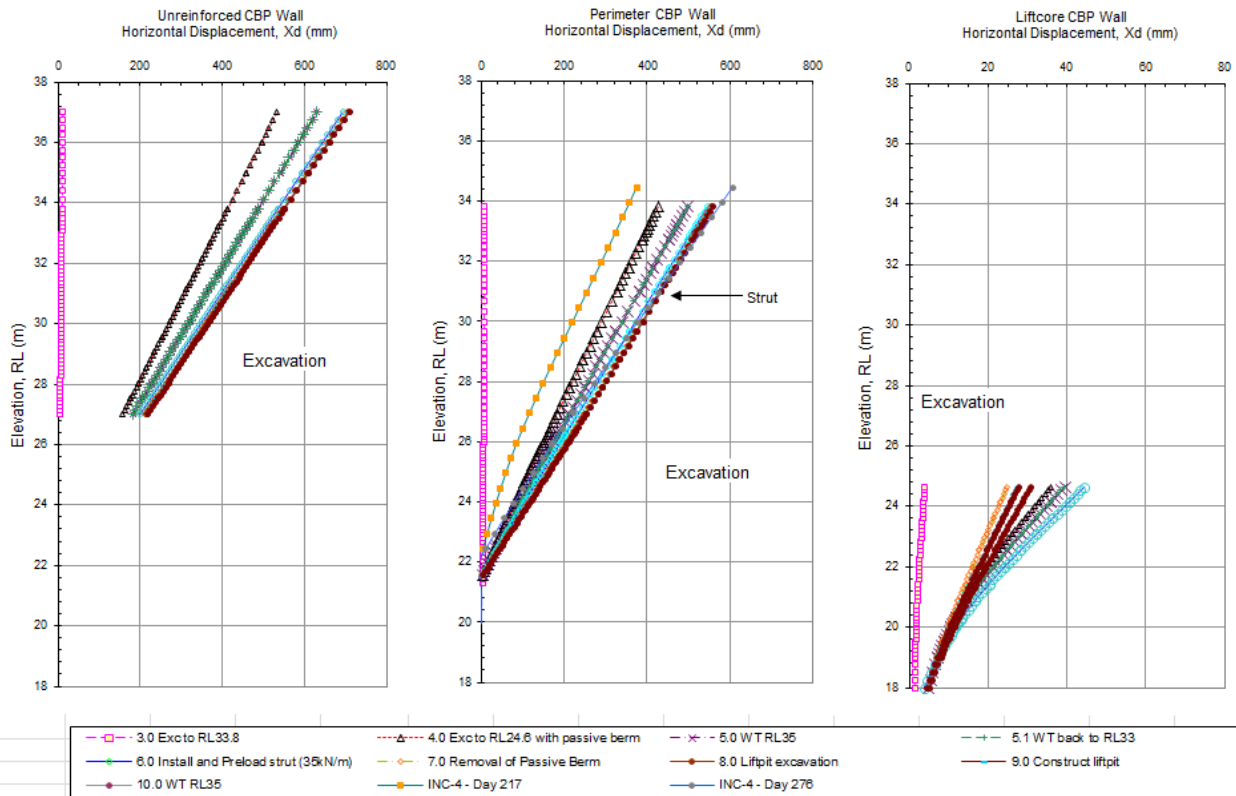 Unreinforced CBP Wall
Horizontal Displacement, Xd (mm)
0 200 400 600 800
38
36
34
32
30
28
26
24
22
20
18
Elevation, RL (m)
Excavation
Perimeter CBP Wall
Horizontal Displacement, Xd (mm)
0 200 400 600 800
38
36
34
32
30
28
26
24
22
20
18
Elevation, RL (m)
Strut
Excavation
Liftcore CBP Wall
Horizontal Displacement, Xd (mm)
0 20 40 60 80
38
36
34
32
30
28
26
24
22
20
18
Elevation, RL (m)
Excavation
3.0 Exc to RL33.8
4.0 Exc to RL24.6 with passive berm
5.0 WT RL35
5.1 WT back to RL33
6.0 Install and Preload strut (35kN/m)
7.0 Removal of Passive Berm
8.0 Liftpit excavation
9.0 Construct liftpit
10.0 WT RL35
INC-4 - Day 217
INC-4 - Day 276